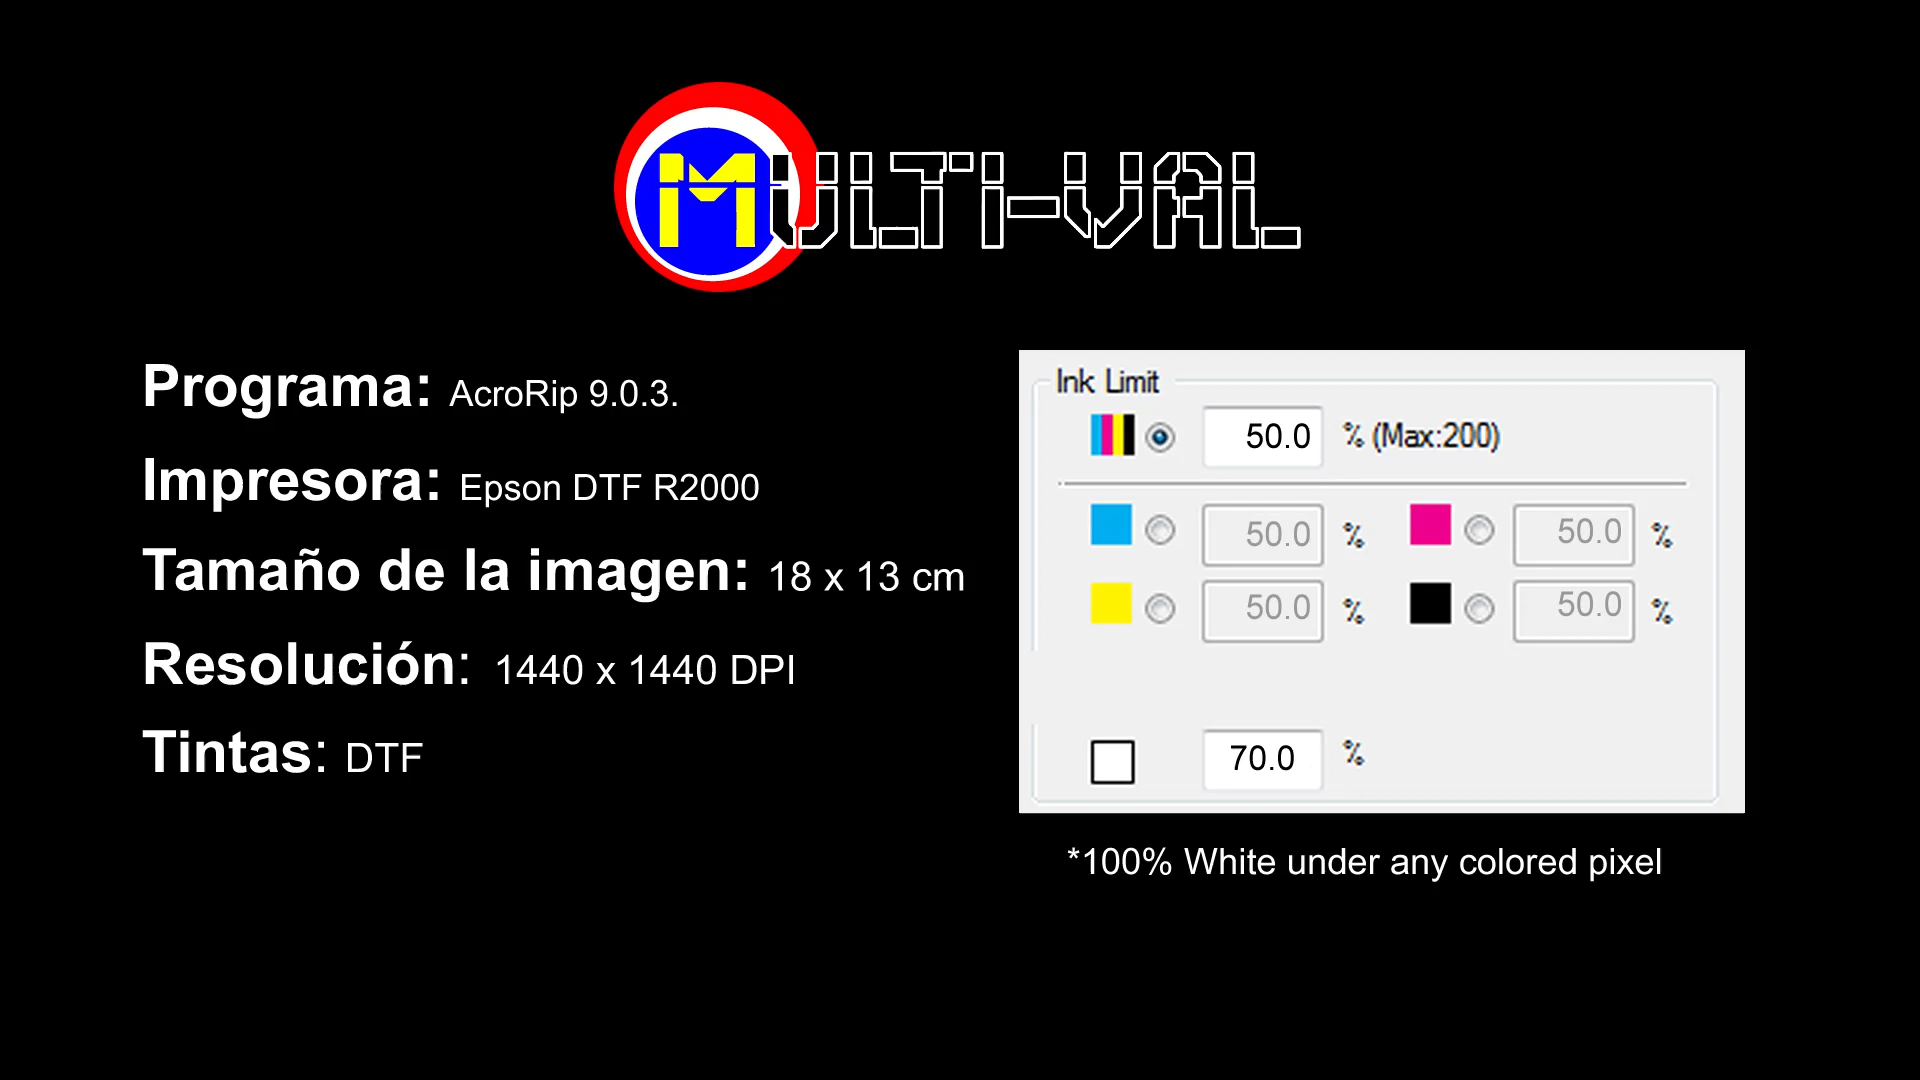 MULTI-VAL
Programa: AcroRip 9.0.3.
Impresora: Epson DTF R2000
Tamaño de la imagen: 18 x 13 cm
Resolución: 1440 x 1440 DPI
Tintas: DTF
Ink Limit
50.0 % (Max:200)
50.0 % 50.0 %
50.0 % 50.0 %
70.0 %
*100% White under any colored pixel